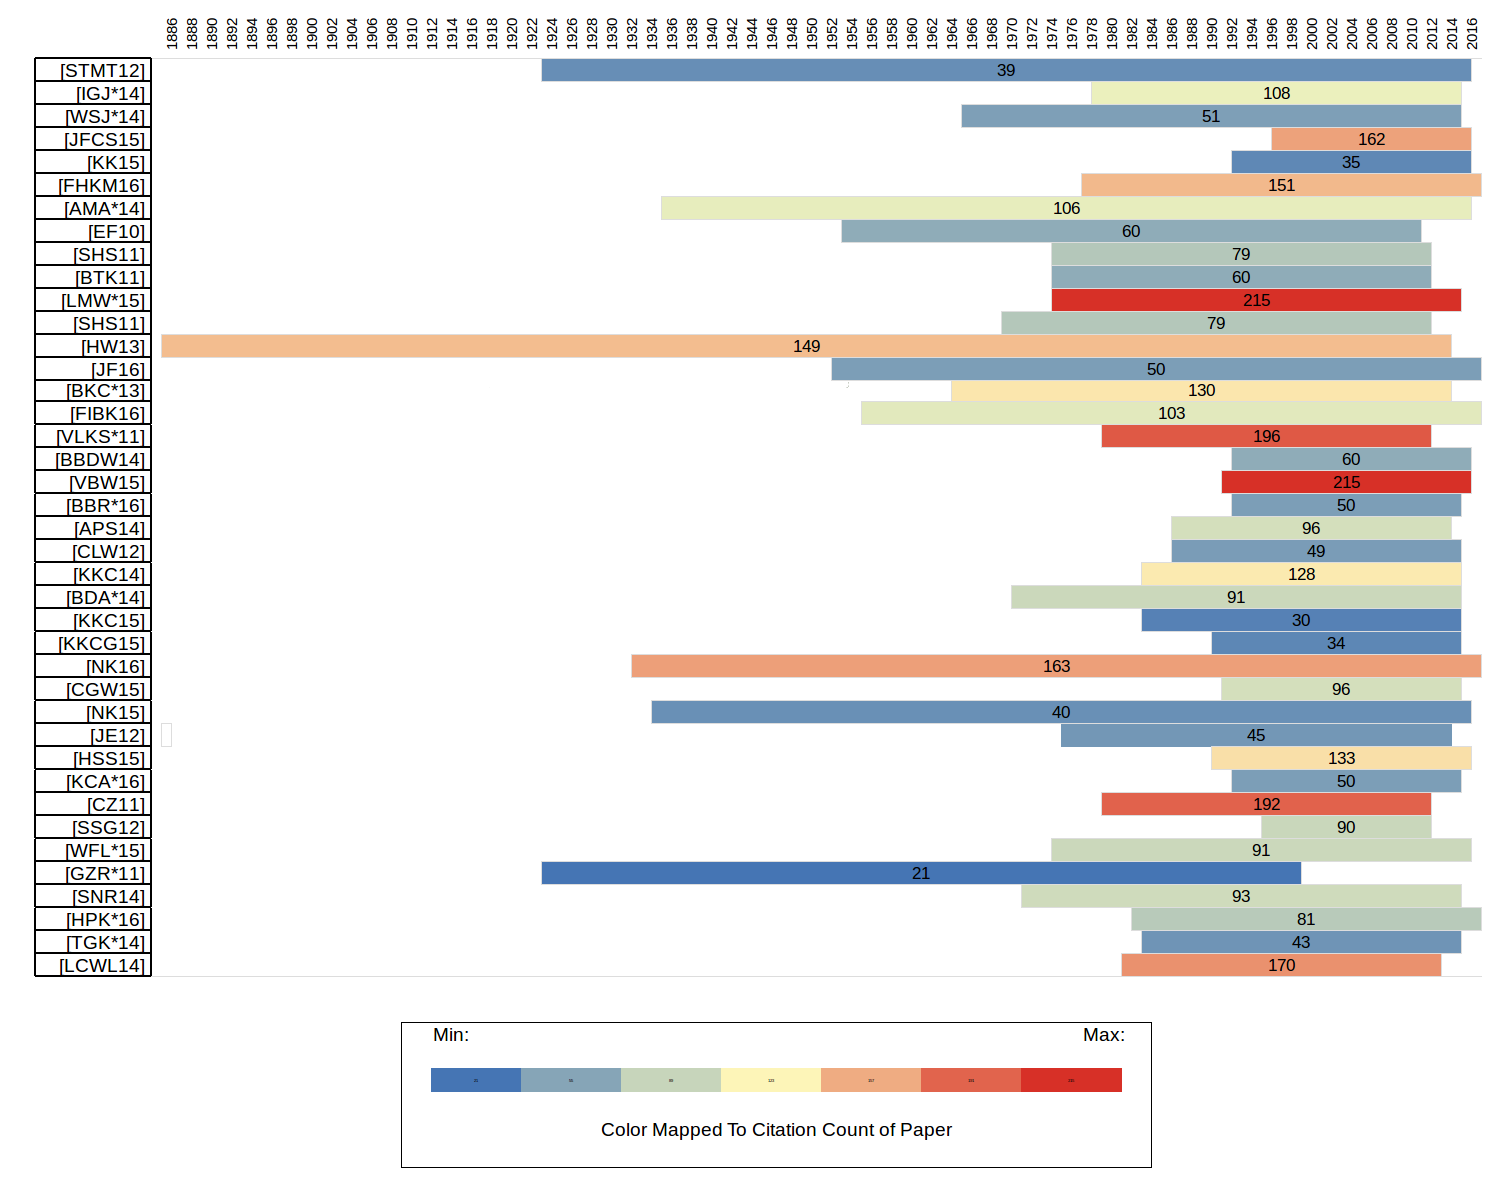 1886 1888 1890 1892 1894 1896 1898 1900 1902 1904 1906 1908 1910 1912 1914 1916 1918 1920 1922 1924 1926 1928 1930 1932 1934 1936 1938 1940 1942 1944 1946 1948 1950 1952 1954 1956 1958 1960 1962 1964 1966 1968 1970 1972 1974 1976 1978 1980 1982 1984 1986 1988 1990 1992 1994 1996 1998 2000 2002 2004 2006 2008 2010 2012 2014 2016
[STMT12] 39
[IGJ*14] 108
[WSJ*14] 51
[JFCS15] 162
[KK15] 35
[FHKM16] 151
[AMA*14] 106
[EF10] 60
[SHS11] 79
[BTK11] 60
[LMW*15] 215
[SHS11] 79
[HW13] 149
[JF16] 50
[BKC*13] 130
[FIBK16] 103
[VLKS*11] 196
[BBDW14] 60
[VBW15] 215
[BBR*16] 50
[APS14] 96
[CLW12] 49
[KKC14] 128
[BDA*14] 91
[KKC15] 30
[KKCG15] 34
[NK16] 163
[CGW15] 96
[NK15] 40
[JE12] 45
[HSS15] 133
[KCA*16] 50
[CZ11] 192
[SSG12] 90
[WFL*15] 91
[GZR*11] 21
[SNR14] 93
[HPK*16] 81
[TGK*14] 43
[LCWL14] 170
Min: Max:
Color Mapped To Citation Count of Paper